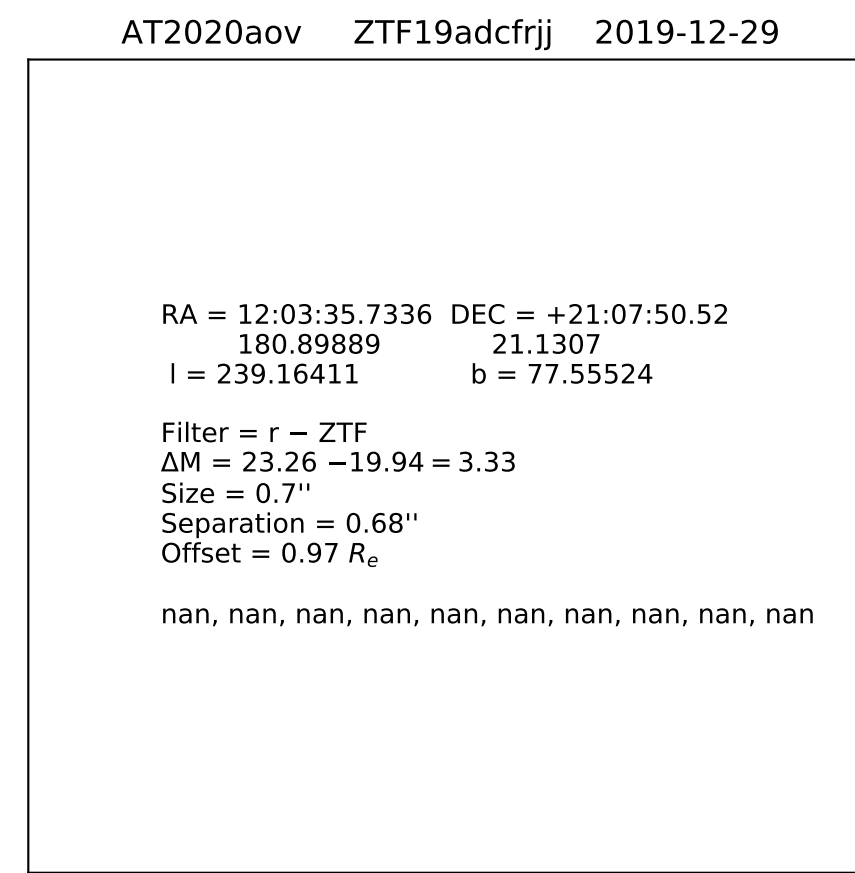 AT2020aov ZTF19adcfrjj 2019-12-29
RA = 12:03:35.7336 DEC = +21:07:50.52
180.89889 21.1307
l = 239.16411 b = 77.55524
Filter = r − ZTF
ΔM = 23.26 −19.94 = 3.33
Size = 0.7''
Separation = 0.68''
Offset = 0.97 Rₑ
nan, nan, nan, nan, nan, nan, nan, nan, nan, nan